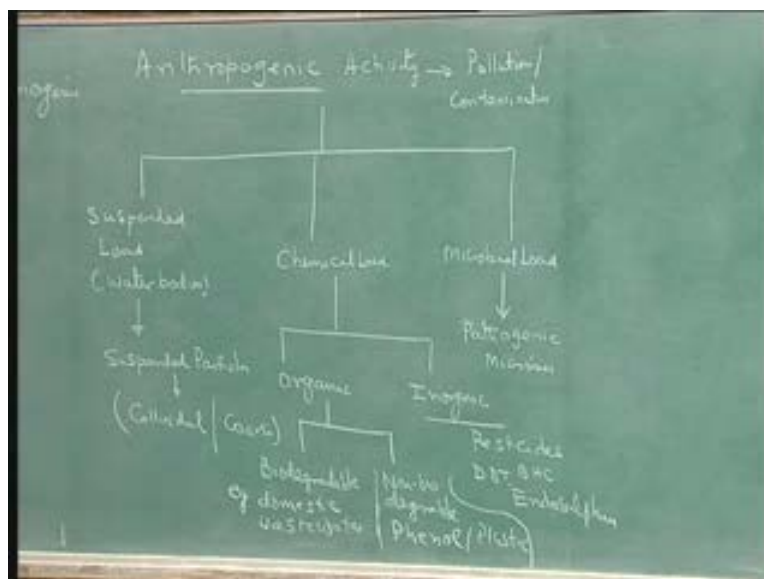 Anthropogenic Activity → Pollution/
Contamination
nogenic
Suspended
Load
(Water bodies)
Chemical Load
Microbial Load
Suspended Particles
(Colloidal / Coarse)
Pathogenic
Organic
Inorganic
Biodegradable
Eg domestic
wastewater
Non-bio
degradable
Phenol/Plastic
Pesticides
DDT BHC
Endosulphan